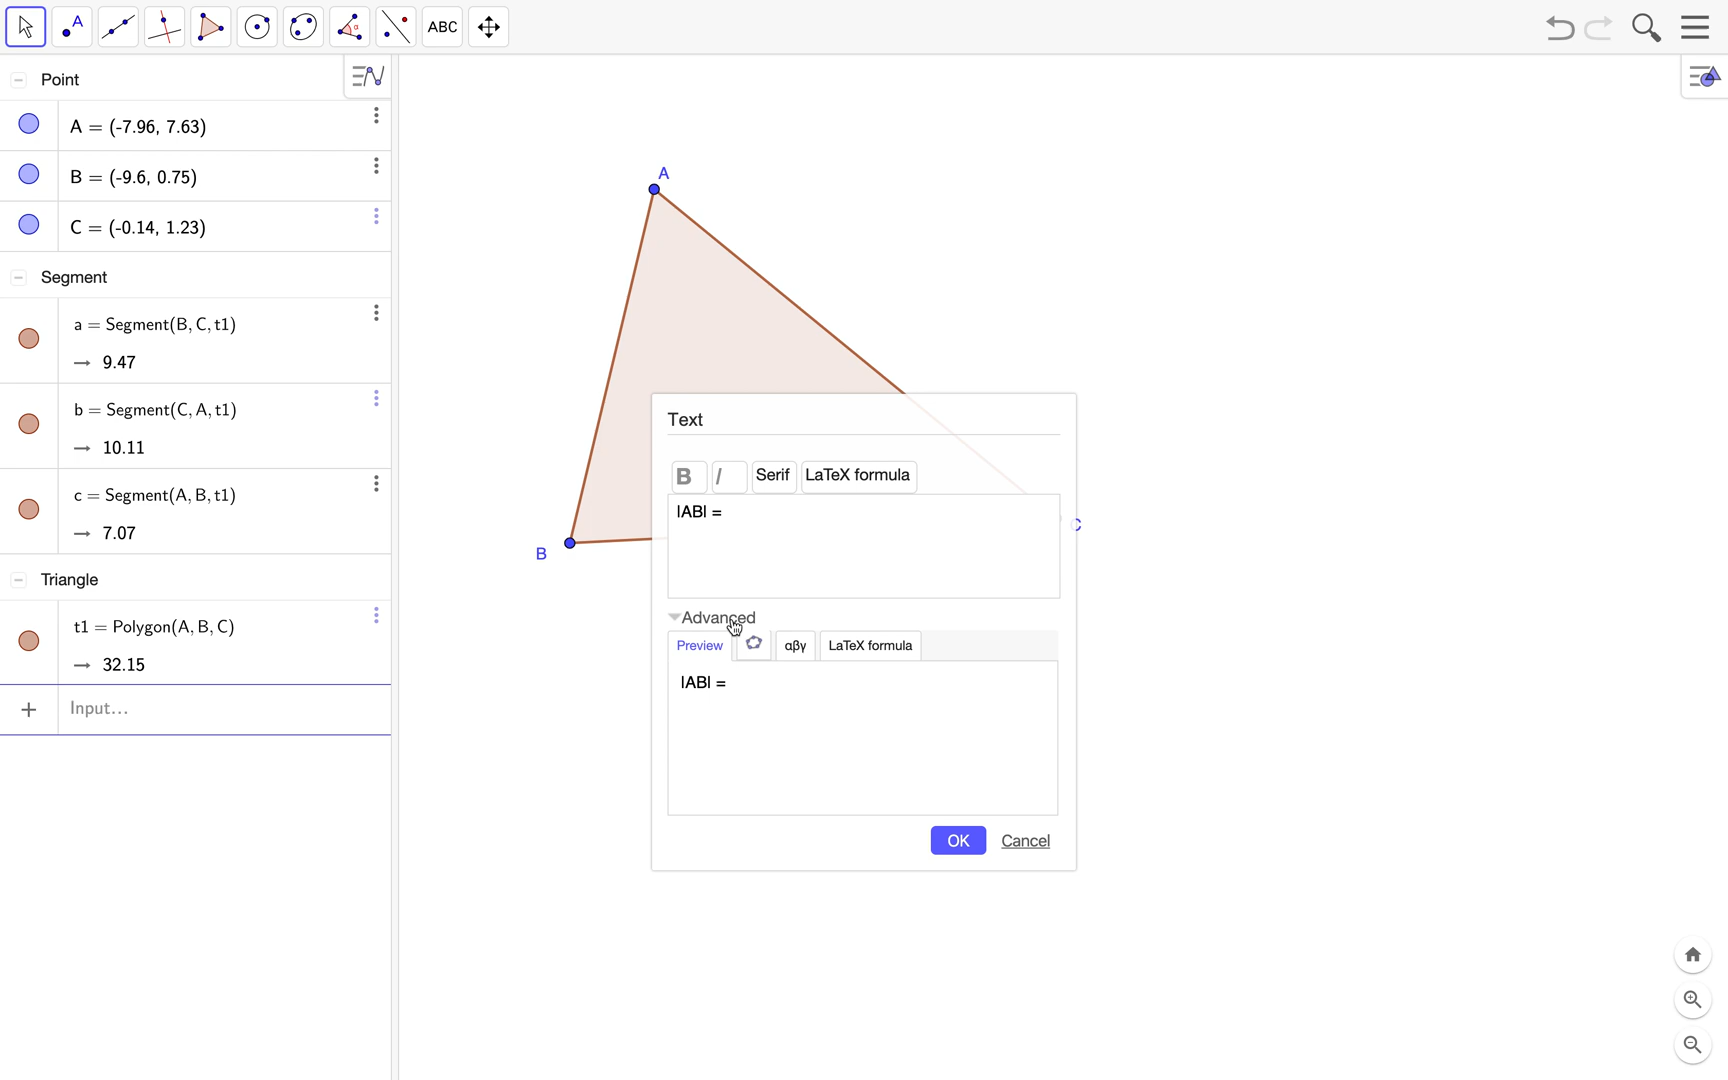 A
ABC
Point
A = (-7.96, 7.63)
B = (-9.6, 0.75)
C = (-0.14, 1.23)
Segment
a = Segment(B, C, t1)
→ 9.47
b = Segment(C, A, t1)
→ 10.11
c = Segment(A, B, t1)
→ 7.07
Triangle
t1 = Polygon(A, B, C)
→ 32.15
+ Input...
A
B
C
Text
B I Serif LaTeX formula
|AB| =
Advanced
Preview αβγ LaTeX formula
|AB| =
OK Cancel